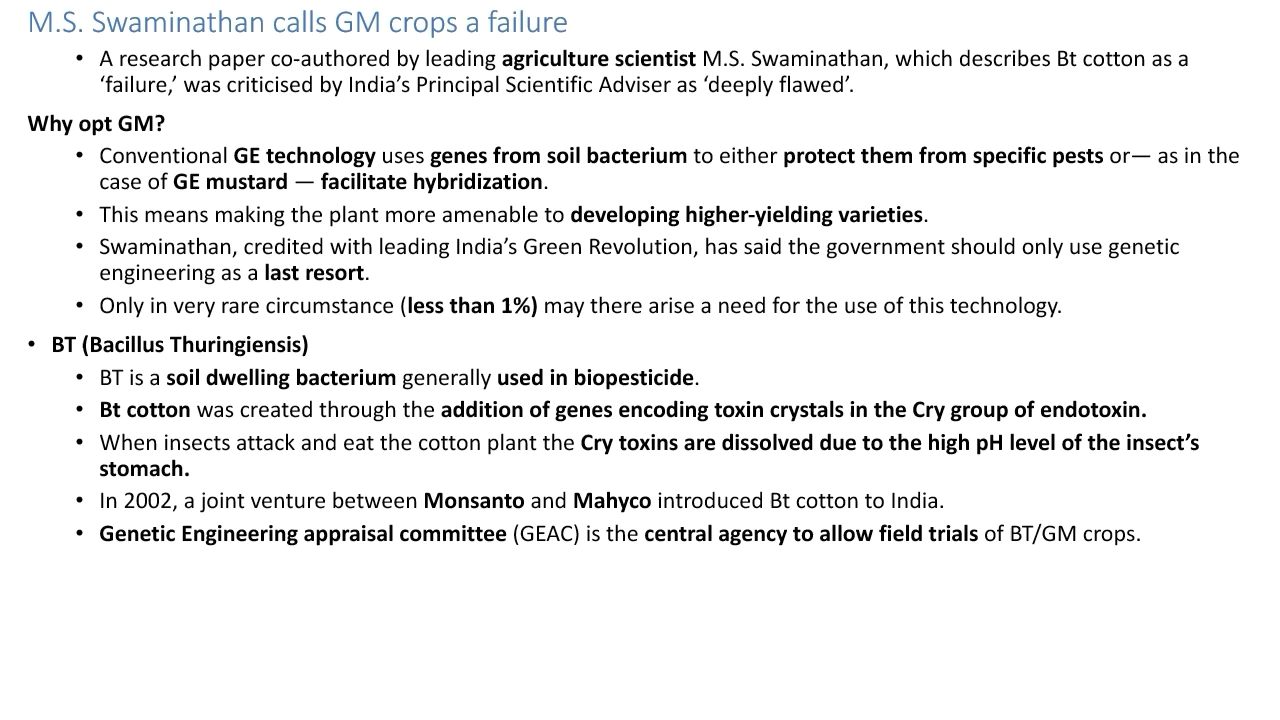 M.S. Swaminathan calls GM crops a failure
• A research paper co-authored by leading agriculture scientist M.S. Swaminathan, which describes Bt cotton as a
‘failure,’ was criticised by India’s Principal Scientific Adviser as ‘deeply flawed’.
Why opt GM?
• Conventional GE technology uses genes from soil bacterium to either protect them from specific pests or— as in the
case of GE mustard — facilitate hybridization.
• This means making the plant more amenable to developing higher-yielding varieties.
• Swaminathan, credited with leading India’s Green Revolution, has said the government should only use genetic
engineering as a last resort.
• Only in very rare circumstance (less than 1%) may there arise a need for the use of this technology.
• BT (Bacillus Thuringiensis)
• BT is a soil dwelling bacterium generally used in biopesticide.
• Bt cotton was created through the addition of genes encoding toxin crystals in the Cry group of endotoxin.
• When insects attack and eat the cotton plant the Cry toxins are dissolved due to the high pH level of the insect’s
stomach.
• In 2002, a joint venture between Monsanto and Mahyco introduced Bt cotton to India.
• Genetic Engineering appraisal committee (GEAC) is the central agency to allow field trials of BT/GM crops.